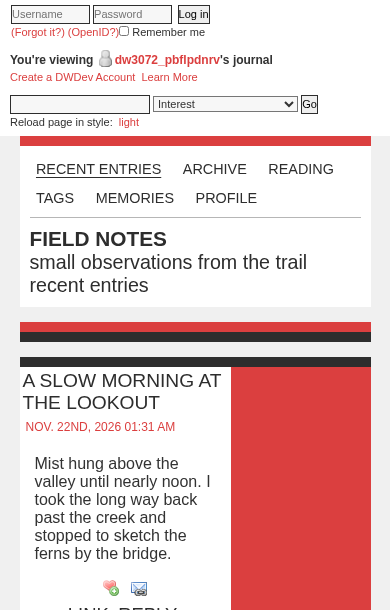 Username Password Log in
(Forgot it?) (OpenID?) Remember me
You're viewing dw3072_pbflpdnrv's journal
Create a DWDev Account Learn More
Interest Go
Reload page in style: light
RECENT ENTRIES ARCHIVE READING
TAGS MEMORIES PROFILE
FIELD NOTES
small observations from the trail
recent entries
A SLOW MORNING AT
THE LOOKOUT
NOV. 22ND, 2026 01:31 AM
Mist hung above the
valley until nearly noon. I
took the long way back
past the creek and
stopped to sketch the
ferns by the bridge.
LINK REPLY